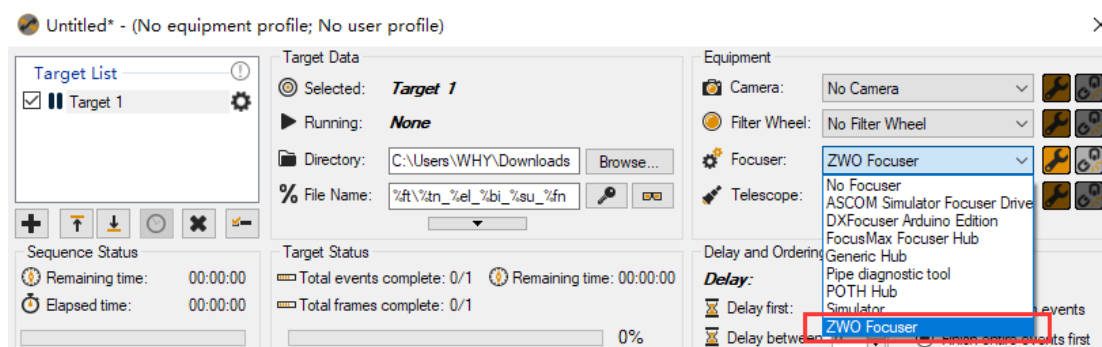 Untitled* - (No equipment profile; No user profile)
Target List
Target 1
Target Data
Selected: Target 1
Running: None
Directory: C:\Users\WHY\Downloads Browse...
File Name: %ft\%tn_%el_%bi_%su_%fn
Equipment
Camera: No Camera
Filter Wheel: No Filter Wheel
Focuser: ZWO Focuser
Telescope:
No Focuser
ASCOM Simulator Focuser Drive
DXFocuser Arduino Edition
FocusMax Focuser Hub
Generic Hub
Pipe diagnostic tool
POTH Hub
Simulator
ZWO Focuser
Sequence Status
Remaining time: 00:00:00
Elapsed time: 00:00:00
Target Status
Total events complete: 0/1 Remaining time: 00:00:00
Total frames complete: 0/1
0%
Delay and Ordering
Delay:
Delay first: events
Delay between events first